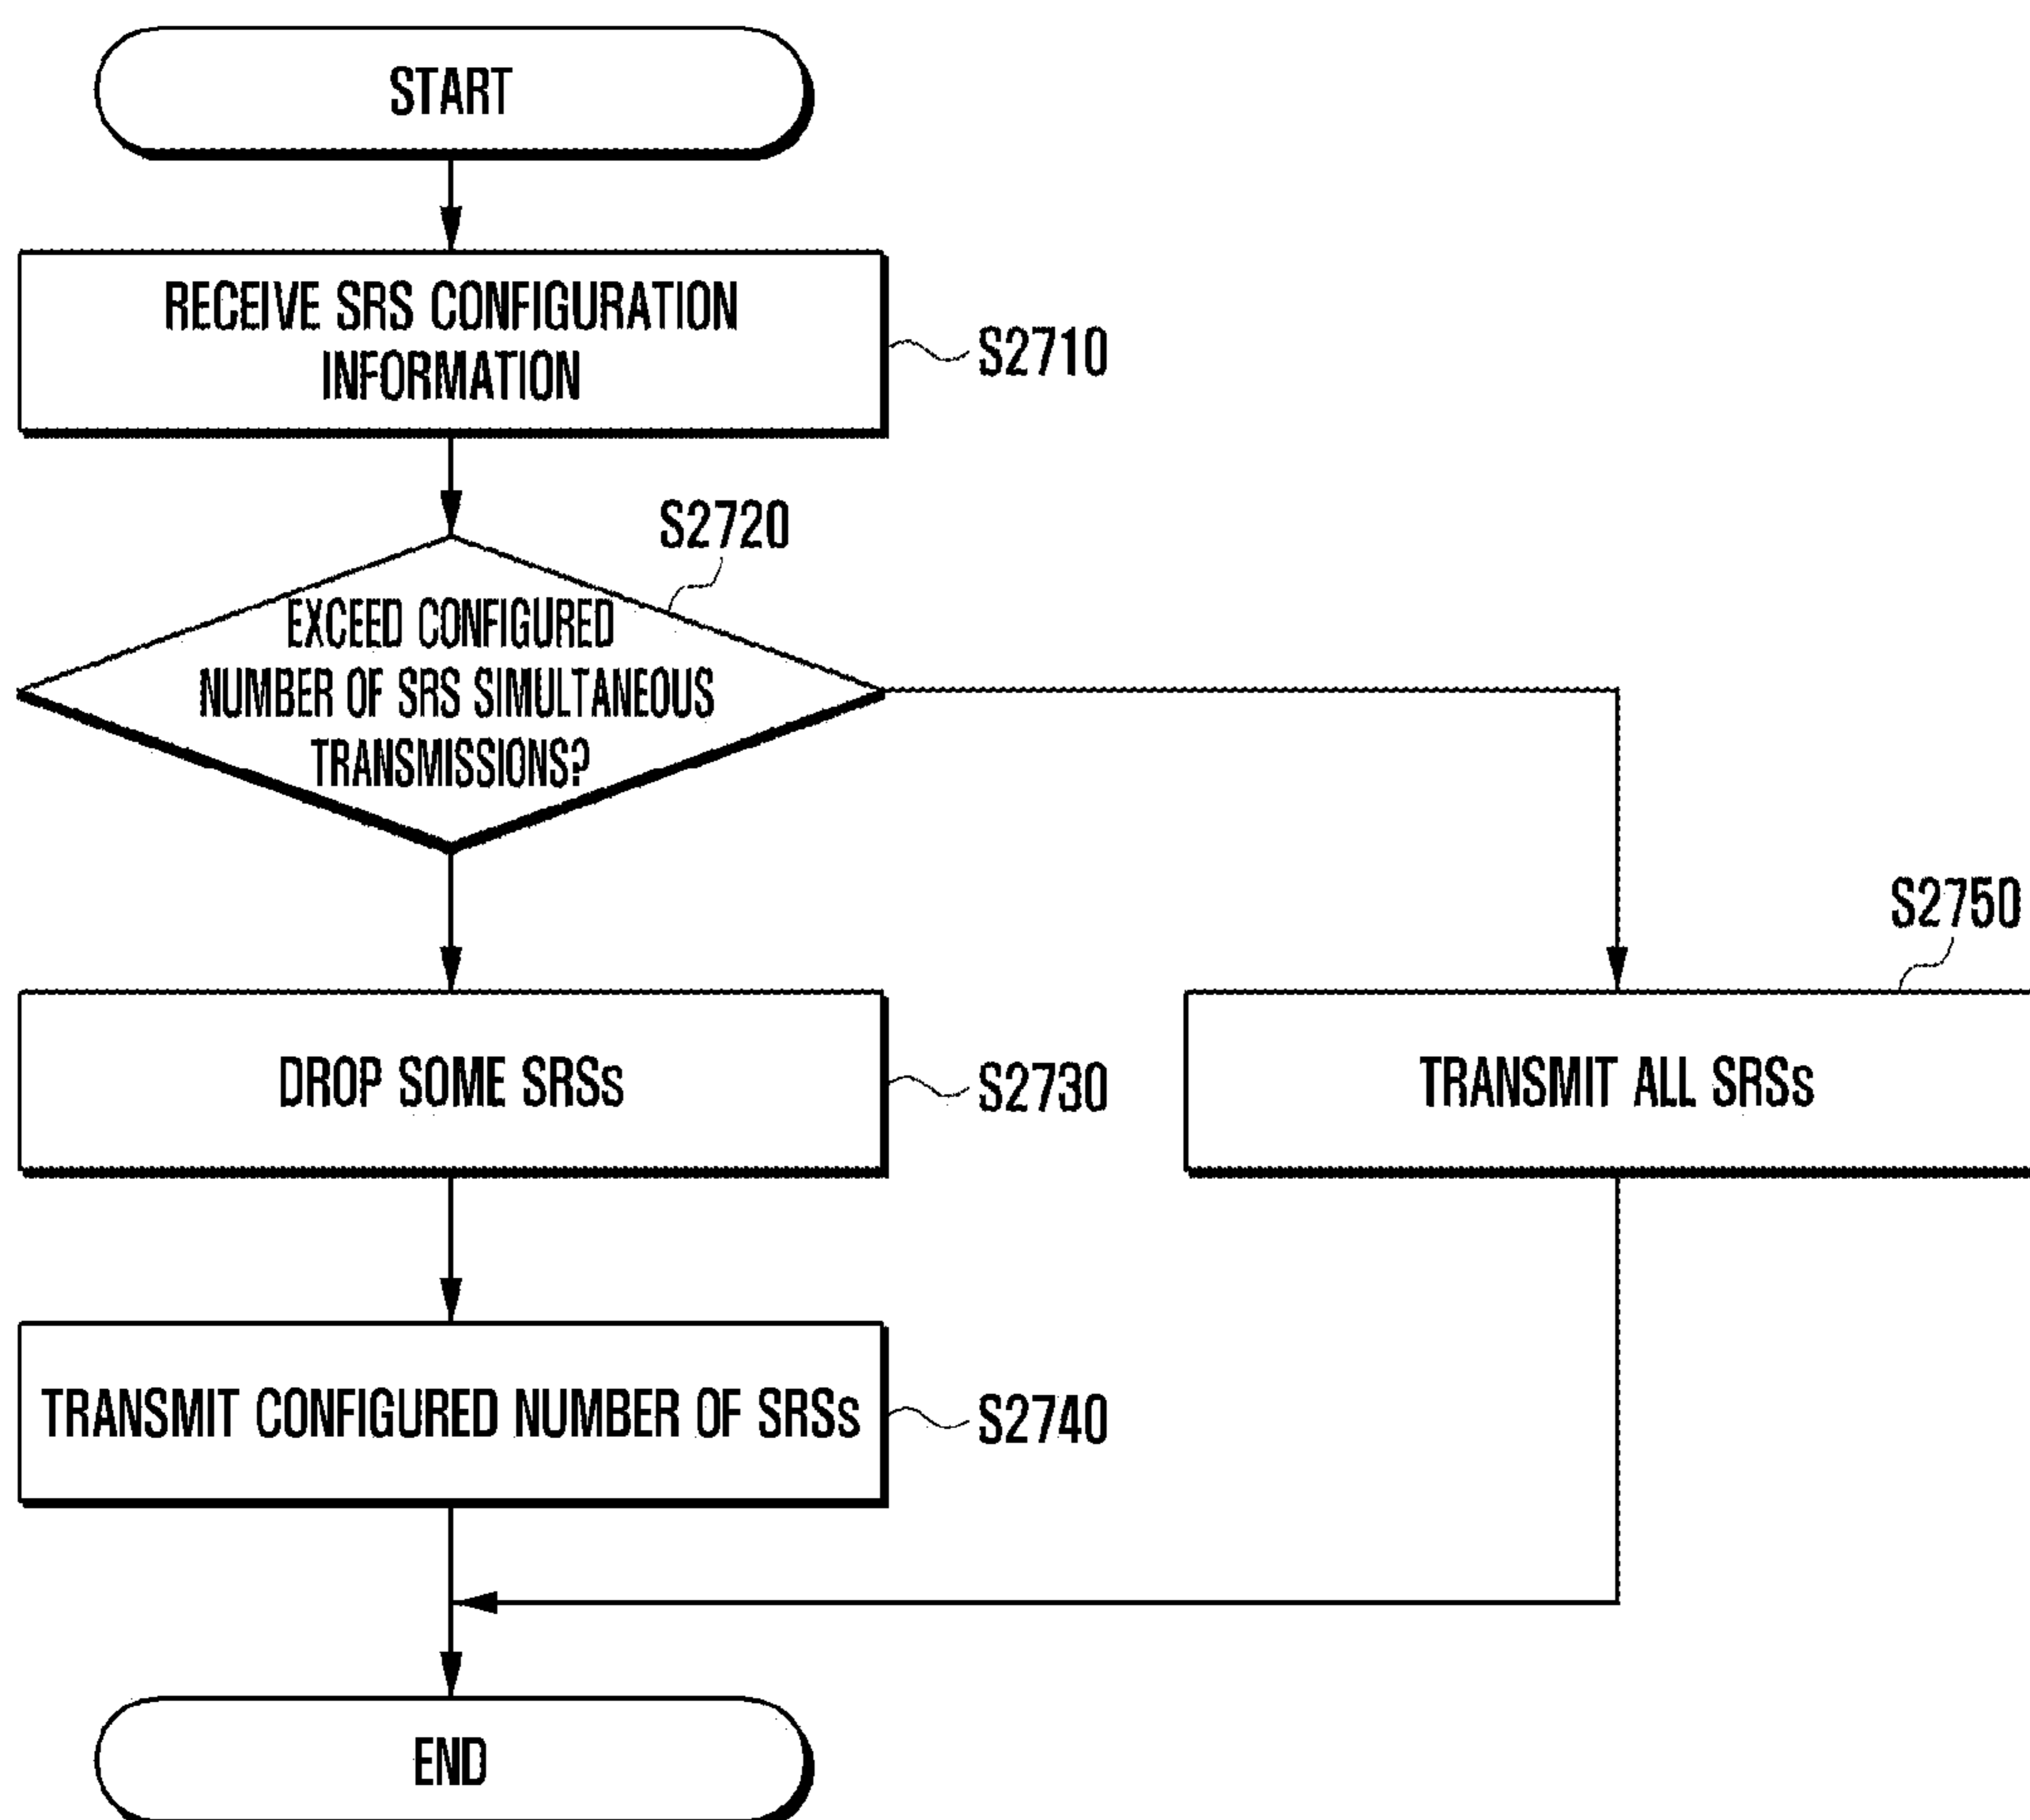 START
RECEIVE SRS CONFIGURATION
INFORMATION
S2710
S2720
EXCEED CONFIGURED
NUMBER OF SRS SIMULTANEOUS
TRANSMISSIONS?
S2750
DROP SOME SRSs
S2730
TRANSMIT ALL SRSs
TRANSMIT CONFIGURED NUMBER OF SRSs
S2740
END